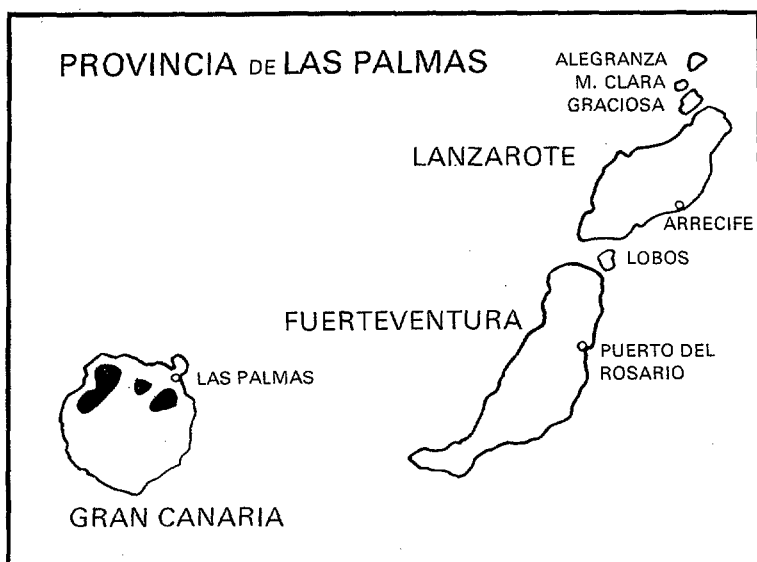 PROVINCIA DE LAS PALMAS
ALEGRANZA
M. CLARA
GRACIOSA
LANZAROTE
ARRECIFE
LOBOS
FUERTEVENTURA
PUERTO DEL
ROSARIO
LAS PALMAS
GRAN CANARIA